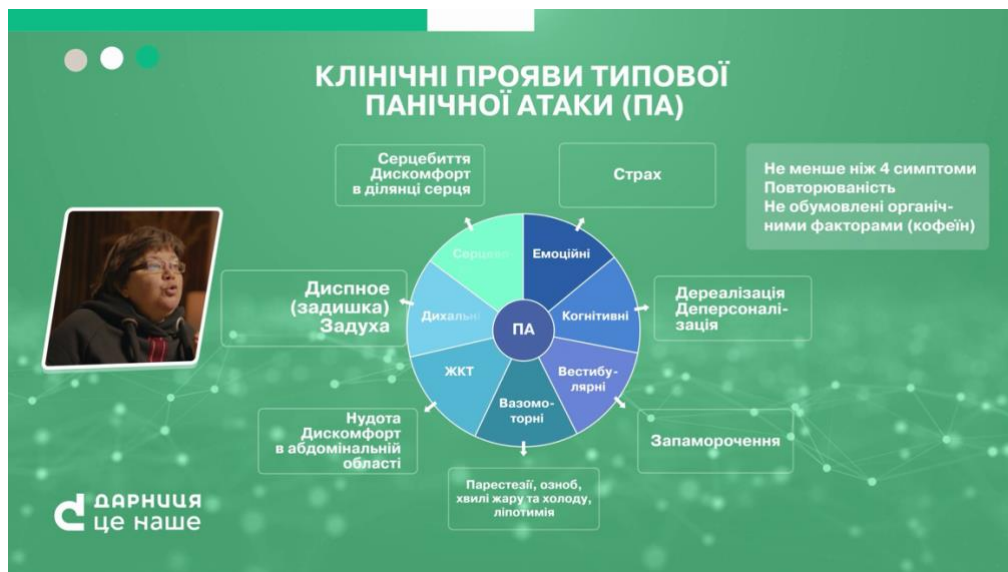 КЛІНІЧНІ ПРОЯВИ ТИПОВОЇ
ПАНІЧНОЇ АТАКИ (ПА)
Серцебиття
Дискомфорт
в ділянці серця
Страх
Не менше ніж 4 симптоми
Повторюваність
Не обумовлені органіч-
ними факторами (кофеїн)
Серцеві
Емоційні
Диспное
(задишка)
Задуха
Дихальні
ПА
Когнітивні
Дереалізація
Деперсоналі-
зація
ЖКТ
Вазомо-
торні
Вестибу-
лярні
Нудота
Дискомфорт
в абдомінальній
області
Запаморочення
Парестезії, озноб,
хвилі жару та холоду,
ліпотимія
ДАРНИЦЯ
це наше